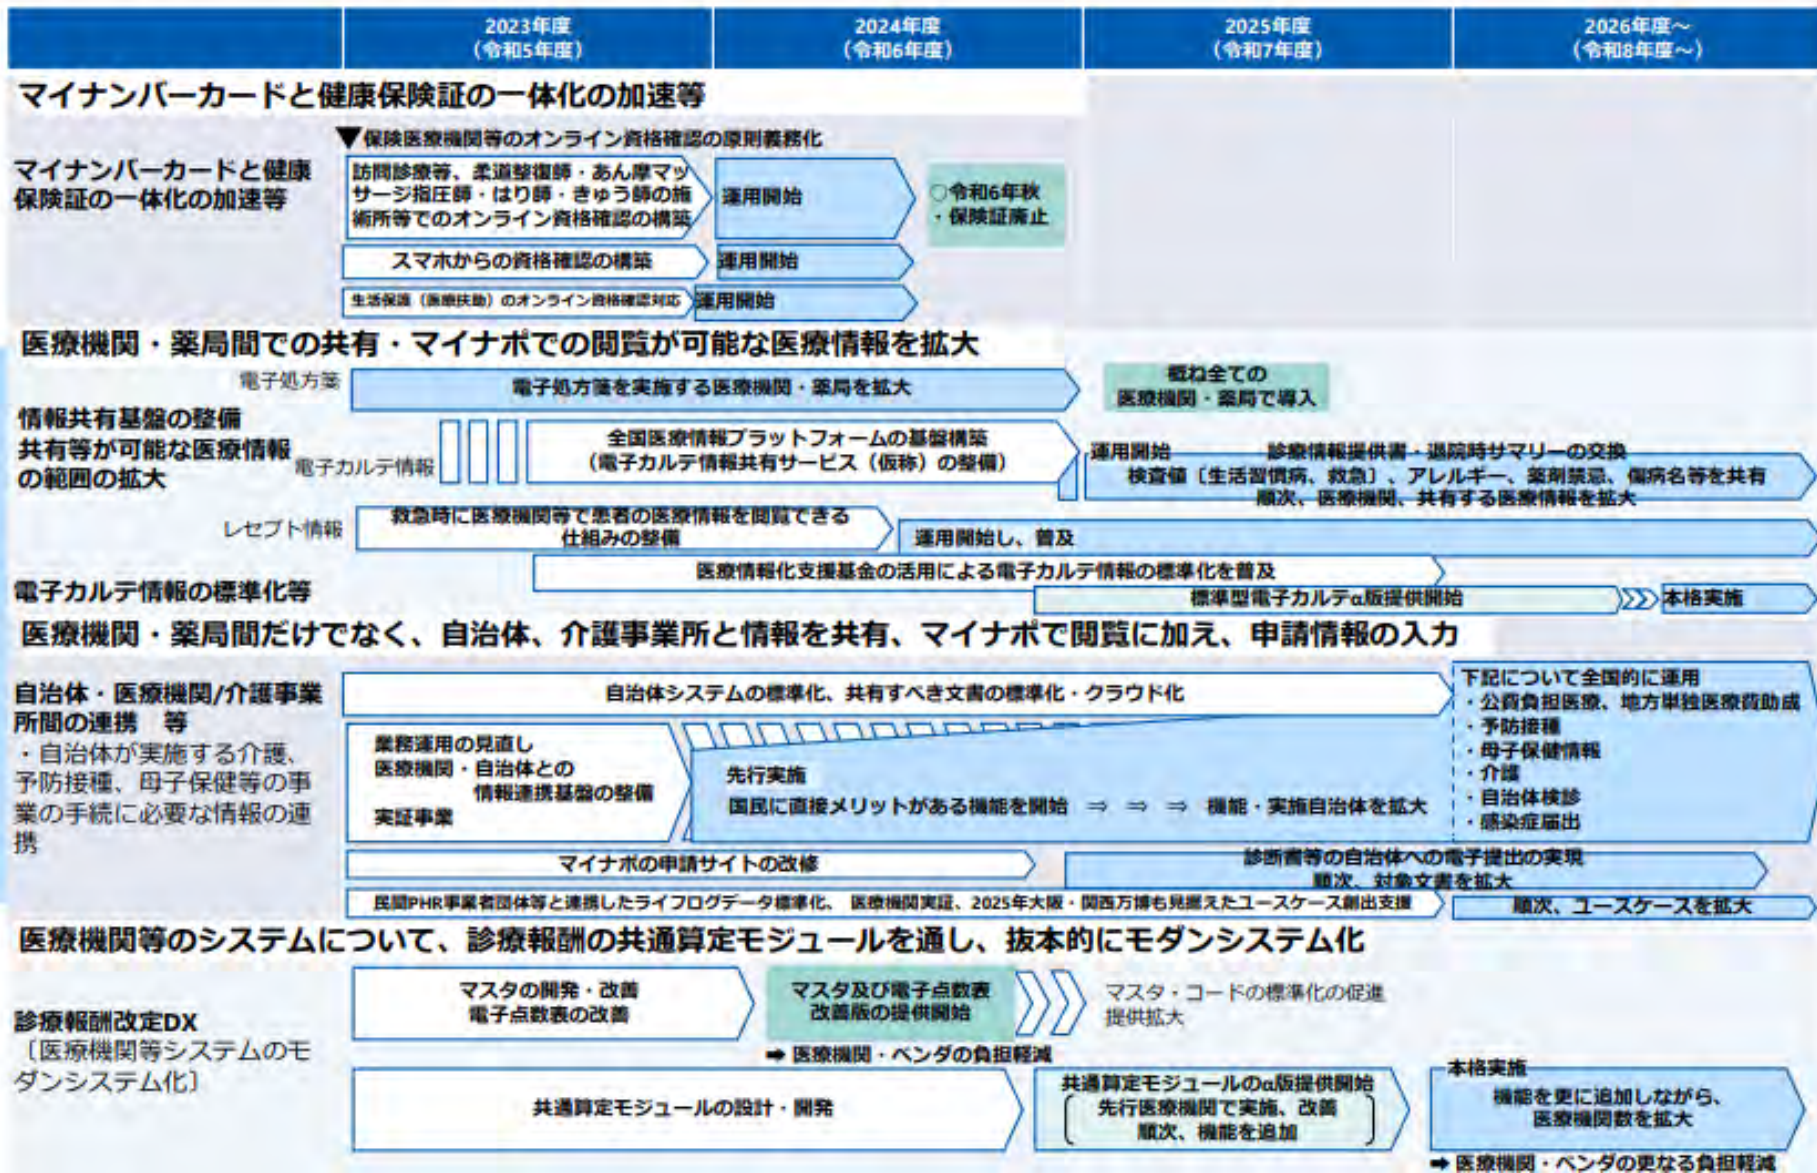 2023年度
(令和5年度)
2024年度
(令和6年度)
2025年度
(令和7年度)
2026年度～
(令和8年度～)
マイナンバーカードと健康保険証の一体化の加速等
▼保険医療機関等のオンライン資格確認の原則義務化
マイナンバーカードと健康
保険証の一体化の加速等
訪問診療等、柔道整復師・あん摩マッ
サージ指圧師・はり師・きゅう師の施
術所等でのオンライン資格確認の構築
運用開始
○令和6年秋
・保険証廃止
スマホからの資格確認の構築
運用開始
生活保護（医療扶助）のオンライン資格確認対応
運用開始
医療機関・薬局間での共有・マイナポでの閲覧が可能な医療情報を拡大
電子処方箋
電子処方箋を実施する医療機関・薬局を拡大
概ね全ての
医療機関・薬局で導入
情報共有基盤の整備
共有等が可能な医療情報
の範囲の拡大
電子カルテ情報
全国医療情報プラットフォームの基盤構築
（電子カルテ情報共有サービス（仮称）の整備）
運用開始
診療情報提供書・退院時サマリーの交換
検査値〔生活習慣病、救急〕、アレルギー、薬剤禁忌、傷病名等を共有
順次、医療機関、共有する医療情報を拡大
レセプト情報
救急時に医療機関等で患者の医療情報を閲覧できる
仕組みの整備
運用開始し、普及
電子カルテ情報の標準化等
医療情報化支援基金の活用による電子カルテ情報の標準化を普及
標準型電子カルテα版提供開始
本格実施
医療機関・薬局間だけでなく、自治体、介護事業所と情報を共有、マイナポで閲覧に加え、申請情報の入力
自治体・医療機関/介護事業
所間の連携　等
・自治体が実施する介護、
予防接種、母子保健等の事
業の手続に必要な情報の連
携
自治体システムの標準化、共有すべき文書の標準化・クラウド化
業務運用の見直し
医療機関・自治体との
情報連携基盤の整備
実証事業
先行実施
国民に直接メリットがある機能を開始　⇒　⇒　⇒　機能・実施自治体を拡大
下記について全国的に運用
・公費負担医療、地方単独医療費助成
・予防接種
・母子保健情報
・介護
・自治体検診
・感染症届出
マイナポの申請サイトの改修
診断書等の自治体への電子提出の実現
順次、対象文書を拡大
民間PHR事業者団体等と連携したライフログデータ標準化、医療機関実証、2025年大阪・関西万博も見据えたユースケース創出支援
順次、ユースケースを拡大
医療機関等のシステムについて、診療報酬の共通算定モジュールを通し、抜本的にモダンシステム化
診療報酬改定DX
〔医療機関等システムのモ
ダンシステム化〕
マスタの開発・改善
電子点数表の改善
マスタ及び電子点数表
改善版の提供開始
マスタ・コードの標準化の促進
提供拡大
➡ 医療機関・ベンダの負担軽減
共通算定モジュールの設計・開発
共通算定モジュールのα版提供開始
先行医療機関で実施、改善
順次、機能を追加
本格実施
機能を更に追加しながら、
医療機関数を拡大
➡ 医療機関・ベンダの更なる負担軽減